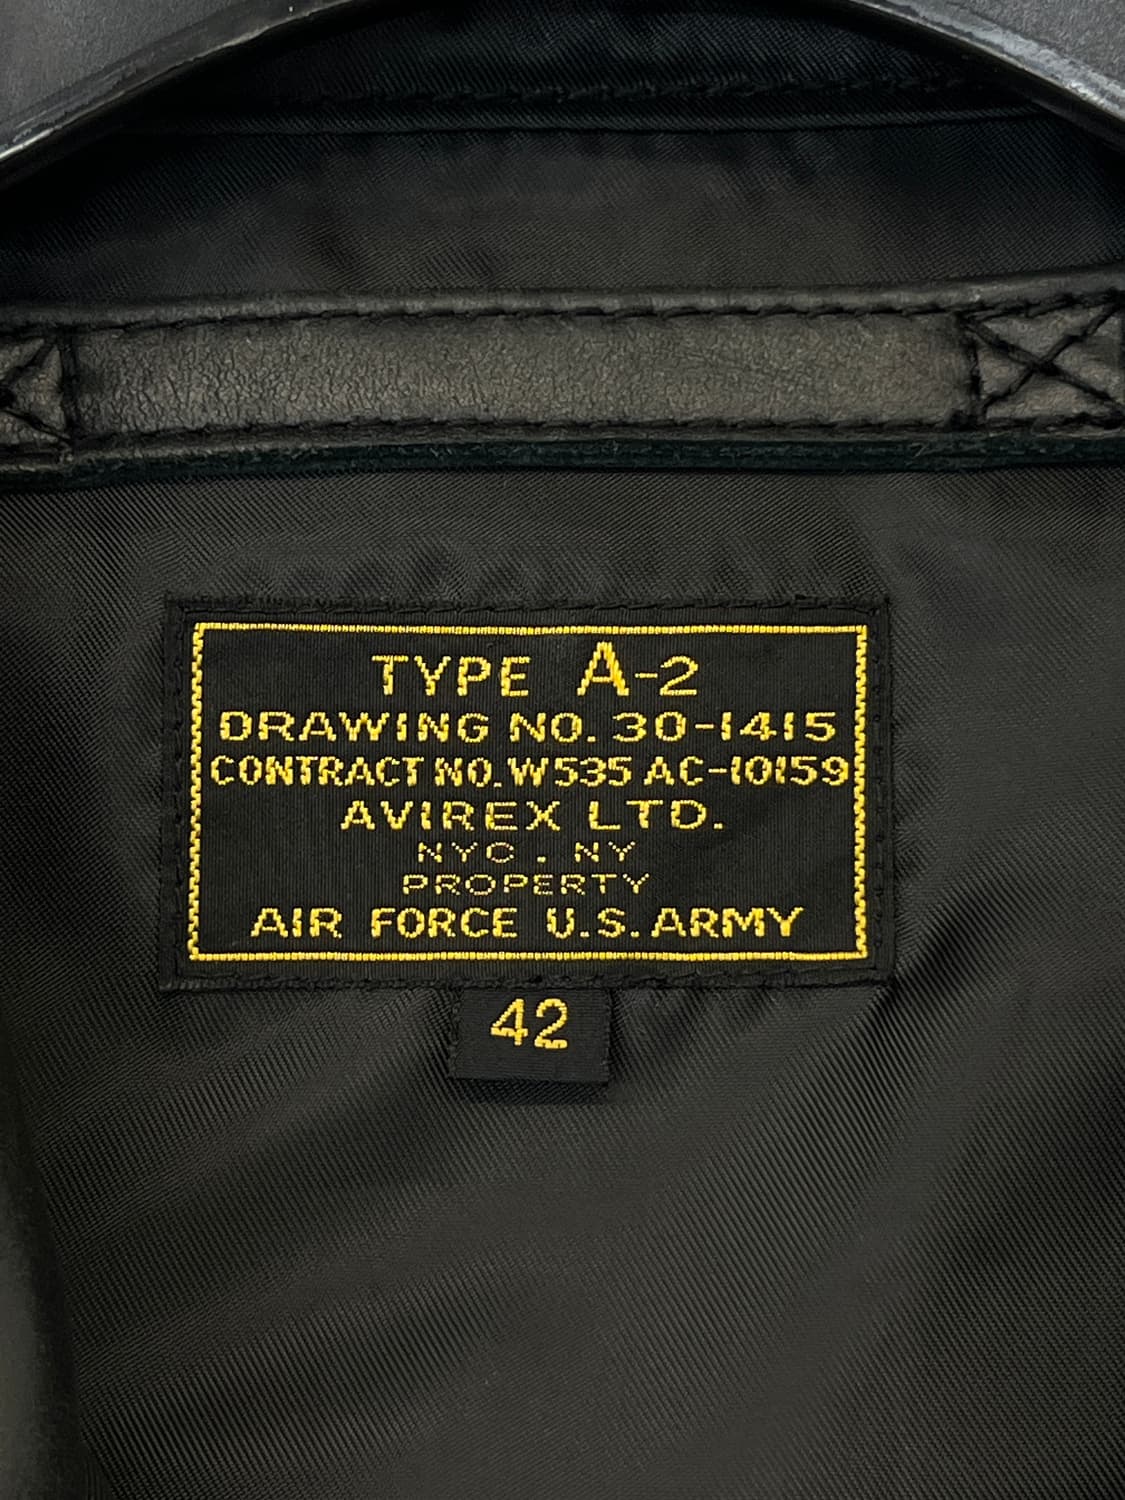 TYPE A-2
DRAWING NO. 30-1415
CONTRACT NO. W535 AC-10159
AVIREX LTD.
NYC. NY
PROPERTY
AIR FORCE U.S. ARMY
42